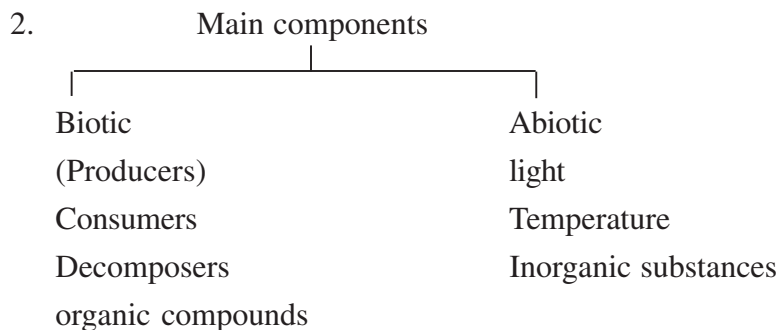 2. Main components
Biotic Abiotic
(Producers) light
Consumers Temperature
Decomposers Inorganic substances
organic compounds